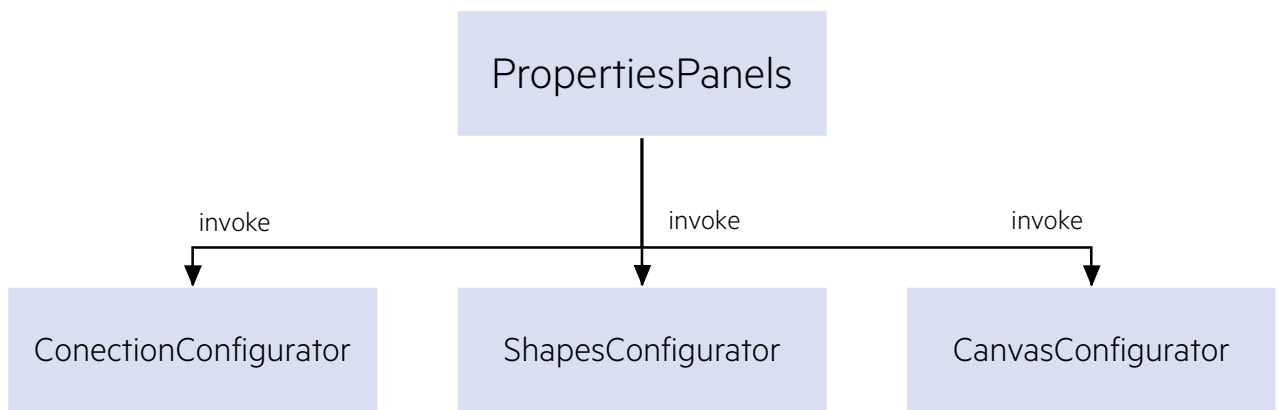 PropertiesPanels
invoke
invoke
invoke
ConectionConfigurator
ShapesConfigurator
CanvasConfigurator